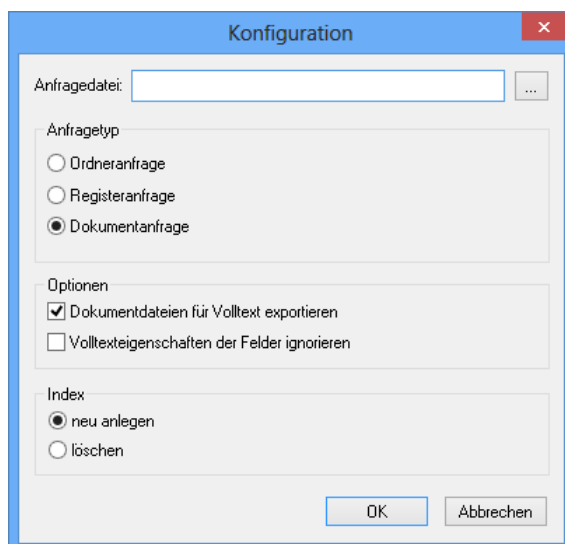 Konfiguration
Anfragedatei:
...
Anfragetyp
Ordneranfrage
Registeranfrage
Dokumentanfrage
Optionen
Dokumentdateien für Volltext exportieren
Volltexteigenschaften der Felder ignorieren
Index
neu anlegen
löschen
OK Abbrechen